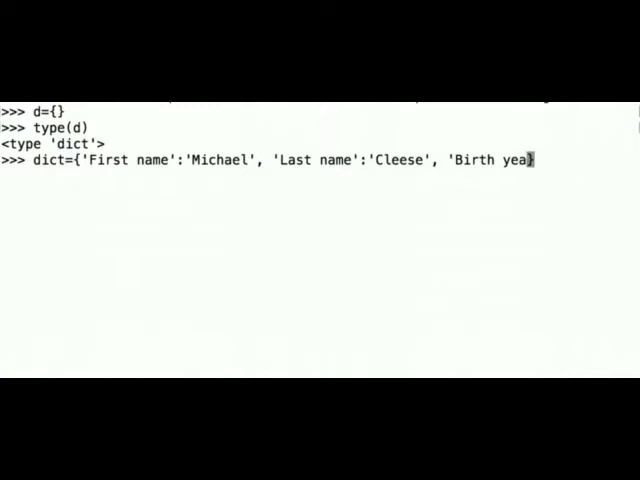 >>> d={}
>>> type(d)
<type 'dict'>
>>> dict={'First name':'Michael', 'Last name':'Cleese', 'Birth yea}